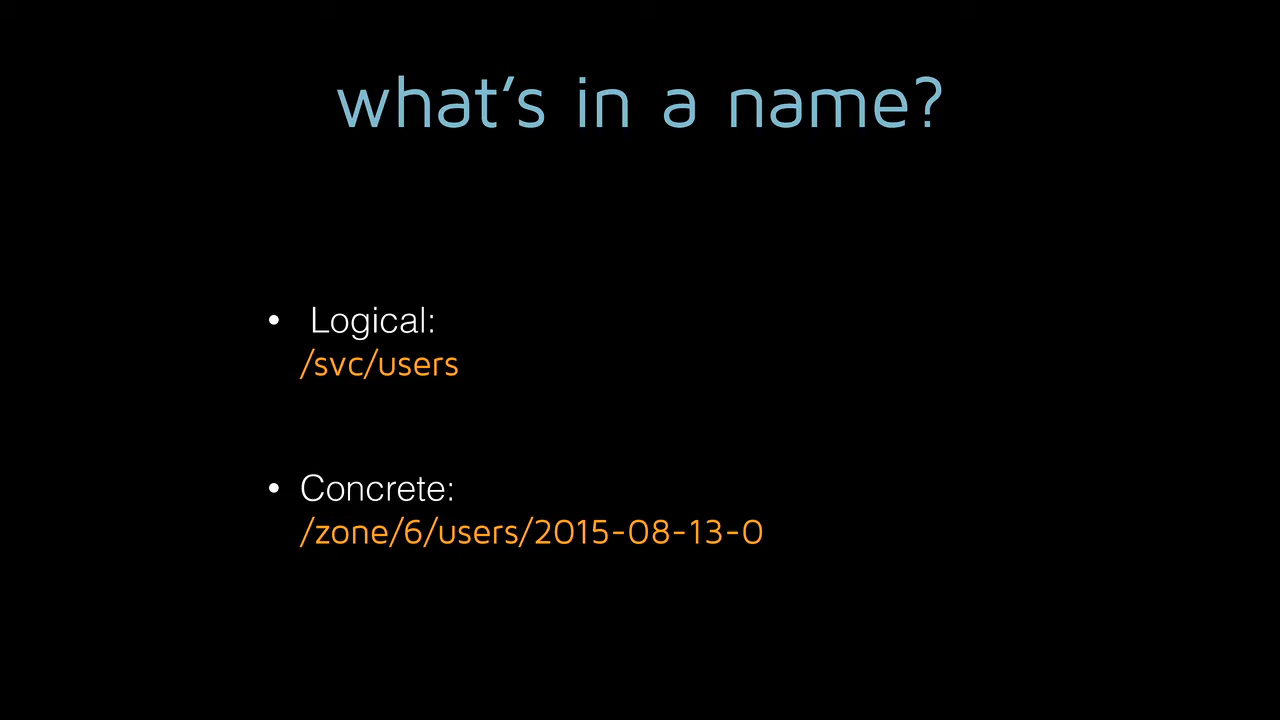 what's in a name?
• Logical:
/svc/users
• Concrete:
/zone/6/users/2015-08-13-0